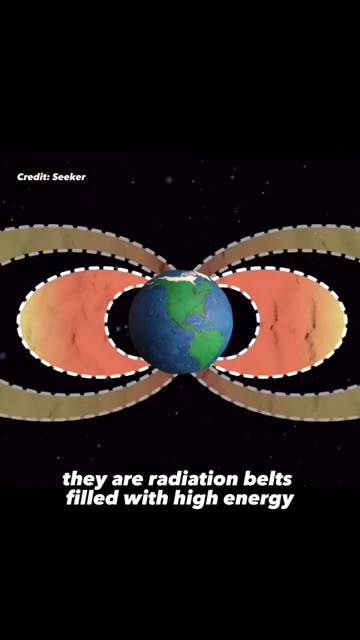 Credit: Seeker
they are radiation belts
filled with high energy